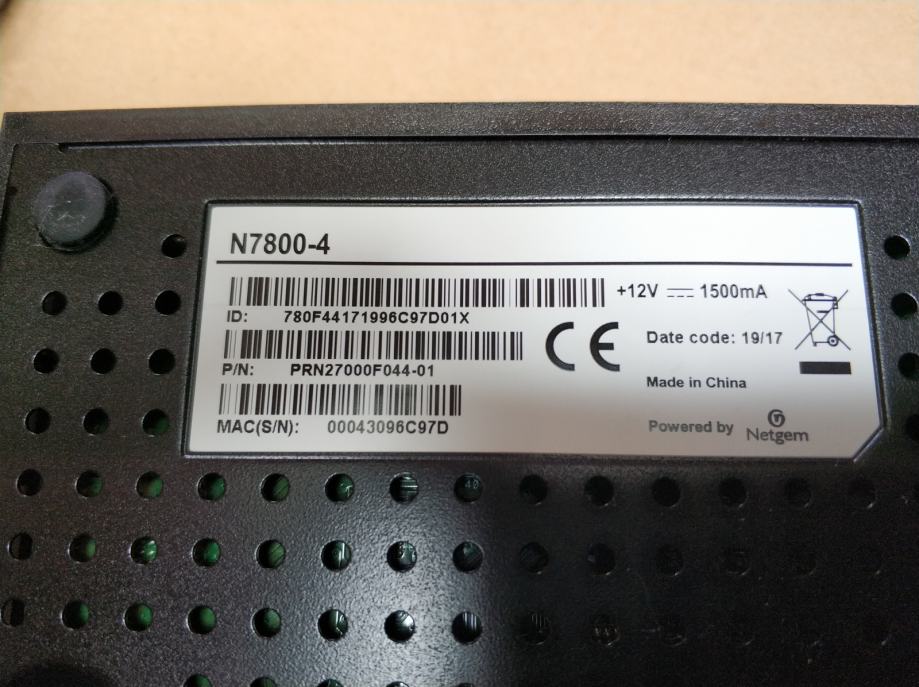 N7800-4
+12V 1500mA
ID: 780F44171996C97D01X
Date code: 19/17
P/N: PRN27000F044-01
Made in China
MAC(S/N): 00043096C97D
Powered by Netgem